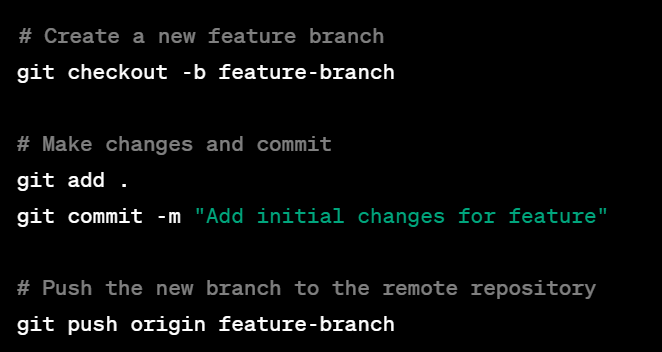 # Create a new feature branch
git checkout -b feature-branch
# Make changes and commit
git add .
git commit -m "Add initial changes for feature"
# Push the new branch to the remote repository
git push origin feature-branch